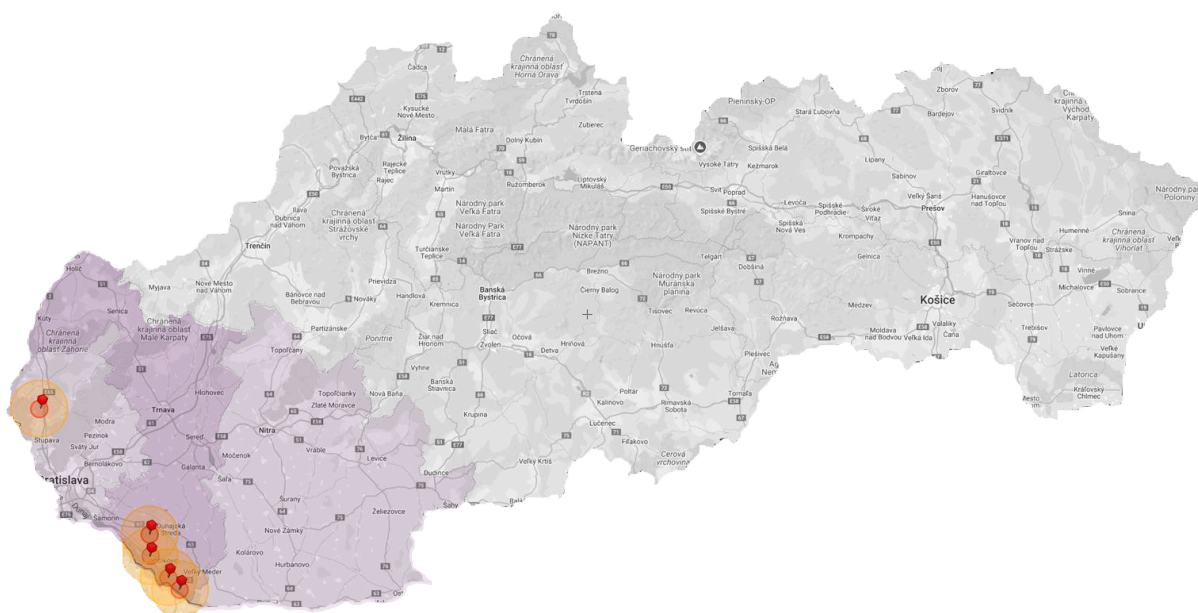 Chránená
krajinná oblasť
Horná Orava
Čadca
Trstená
Tvrdošín
Kysucké
Nové Mesto
Zuberec
Bytča
Žilina
Malá Fatra
Dolný Kubín
Pieninský OP
Stará Ľubovňa
Zborov
Bardejov
Svidník
Chránená
krajinná
Východ
Karpaty
Považská
Bystrica
Rajecké
Teplice
Rajec
Vrútky
Martin
Ružomberok
Liptovský
Mikuláš
Gerlachovský štít
Vysoké Tatry
Spišská Belá
Kežmarok
Svit
Poprad
Spišské Bystré
Levoča
Spišské
Podhradie
Spišská
Nová Ves
Široké
Víťaz
Krompachy
Gelnica
Lipany
Sabinov
Veľký Šariš
Prešov
Giraltovce
Hanušovce
nad Topľou
Vranov nad
Topľou
Humenné
Strážske
Snina
Národný park
Poloniny
Chránená
krajinná oblasť
Vihorlat
Vinné
Michalovce
Sobrance
Ilava
Dubnica
nad Váhom
Chránená
krajinná oblasť
Strážovské
vrchy
Trenčín
Národný park
Veľká Fatra
Národný park
Veľká Fatra
Turčianske
Teplice
Národný park
Nízke Tatry
(NAPANT)
Telgárt
Dobšiná
Národný park
Muránska
planina
Holíč
Myjava
Nové Mesto
nad Váhom
Bánovce nad
Bebravou
Prievidza
Nováky
Handlová
Kremnica
Banská
Bystrica
Brezno
Čierny Balog
Tisovec
Revúca
Jelšava
Rožňava
Medzev
Moldava
nad Bodvou
Košice
Valaliky
Čaňa
Veľká Ida
Sečovce
Trebišov
Pavlovce
nad Uhom
Veľké
Kapušany
Latorica
Kráľovský
Chlmec
Senica
Kúty
Chránená
krajinná
oblasť Záhorie
Chránená
krajinná oblasť
Malé Karpaty
Partizánske
Topoľčany
Ponitrie
Žiar nad
Hronom
Sliač
Zvolen
Očová
Detva
Hriňová
Hnúšťa
Plešivec
Vyhne
Banská
Štiavnica
Topoľčianky
Zlaté Moravce
Nová Baňa
Krupina
Poltár
Kalinovo
Lučenec
Rimavská
Sobota
Tornaľa
Fiľakovo
Cerová
vrchovina
Veľký Krtíš
Hlohovec
Trnava
Nitra
Modra
Pezinok
Svätý Jur
Stupava
Bernolákovo
Sereď
Galanta
Močenok
Šaľa
Vráble
Levice
Dudince
Šahy
Šurany
Nové Zámky
Želiezovce
Šamorín
Dunajská
Streda
Veľký Meder
Kolárovo
Hurbanovo